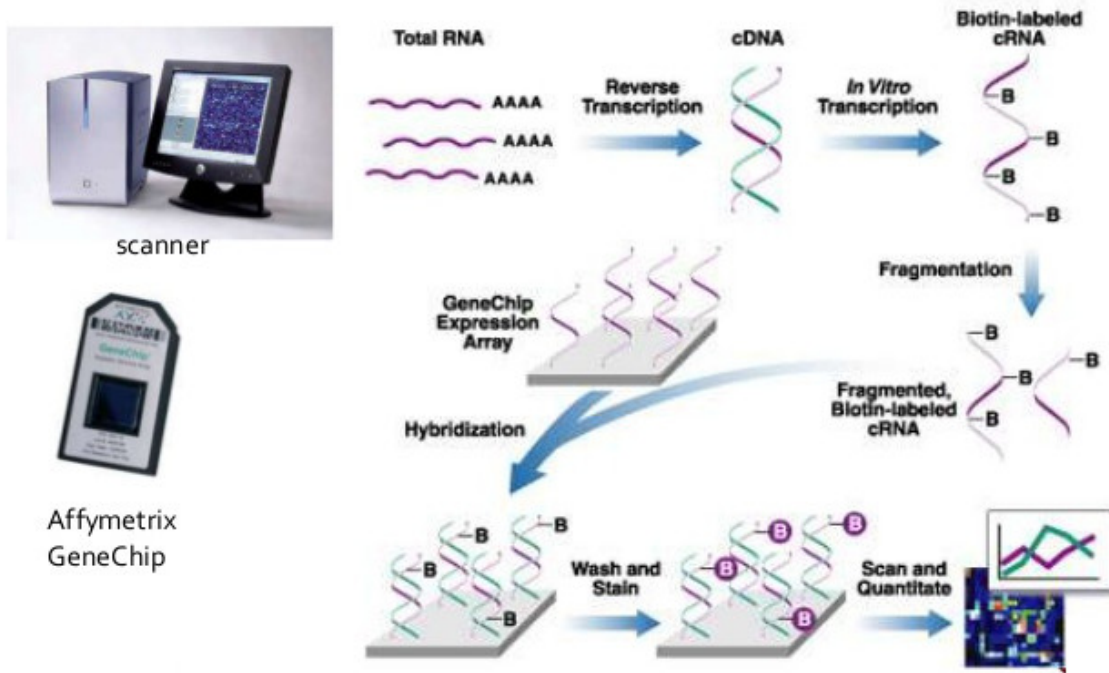 Total RNA
cDNA
Biotin-labeled
cRNA
Reverse
Transcription
In Vitro
Transcription
AAAA
AAAA
AAAA
B
B
B
B
scanner
Fragmentation
GeneChip
Expression
Array
GeneChip
B
B
B
B
Fragmented,
Biotin-labeled
cRNA
Hybridization
Affymetrix
GeneChip
B
B
B
B
Wash and
Stain
B
B
B
B
Scan and
Quantitate